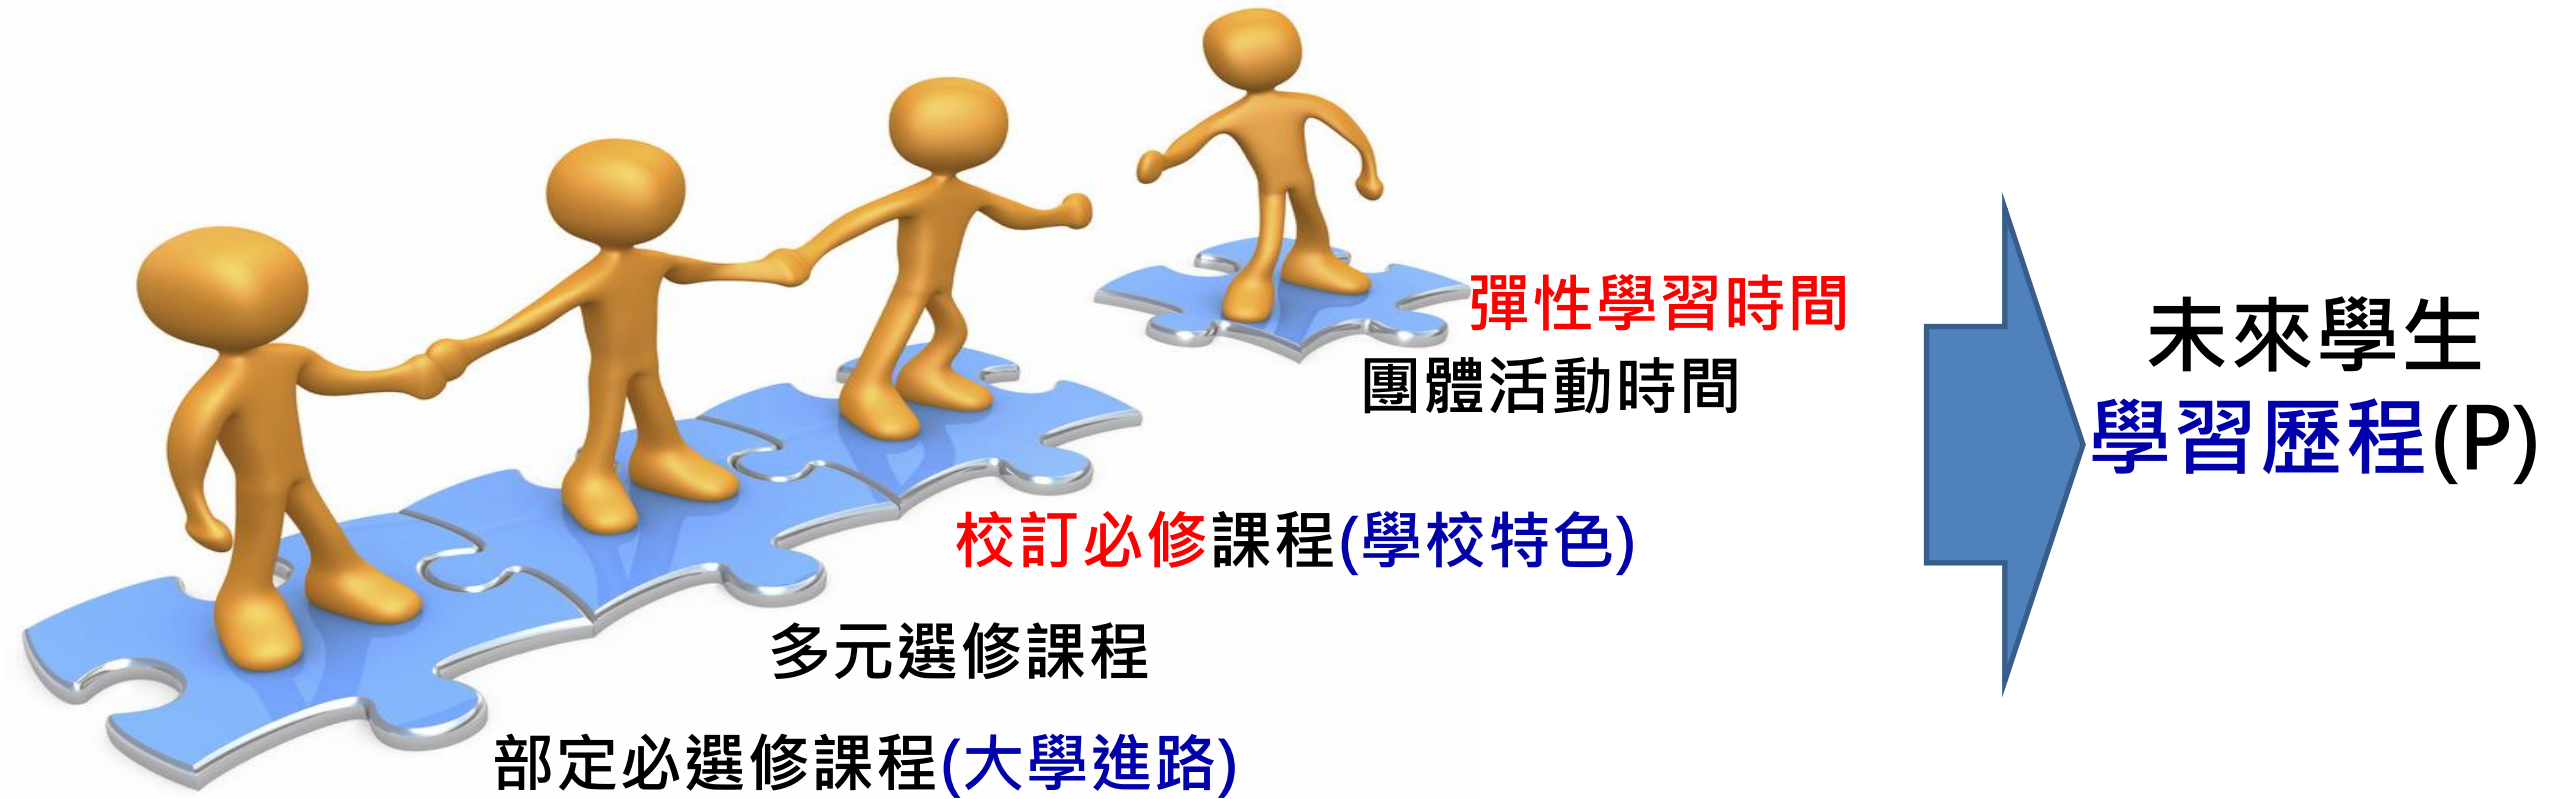 彈性學習時間
團體活動時間
校訂必修課程(學校特色)
多元選修課程
部定必選修課程(大學進路)
未來學生
學習歷程(P)